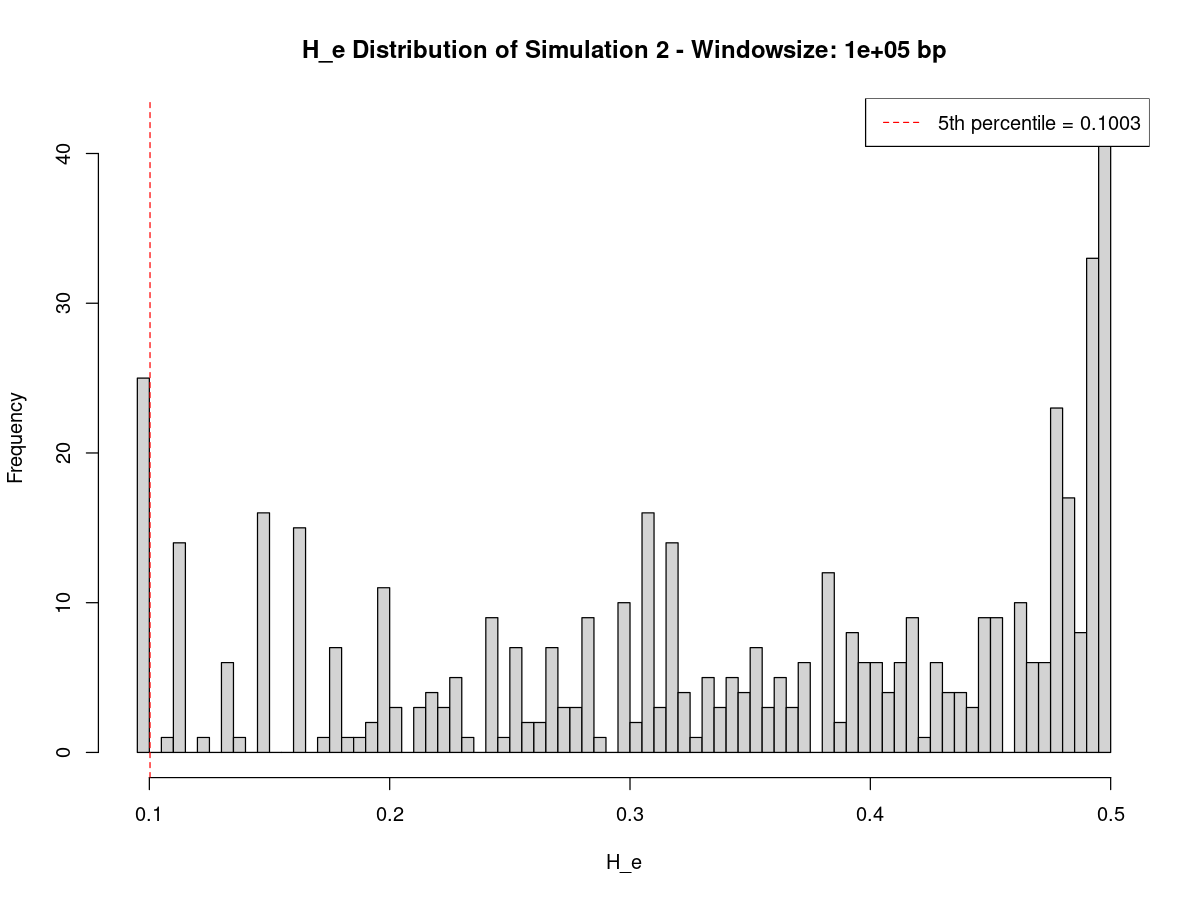 H_e Distribution of Simulation 2 - Windowsize: 1e+05 bp
5th percentile = 0.1003
40
30
20
10
0
Frequency
0.1 0.2 0.3 0.4 0.5
H_e